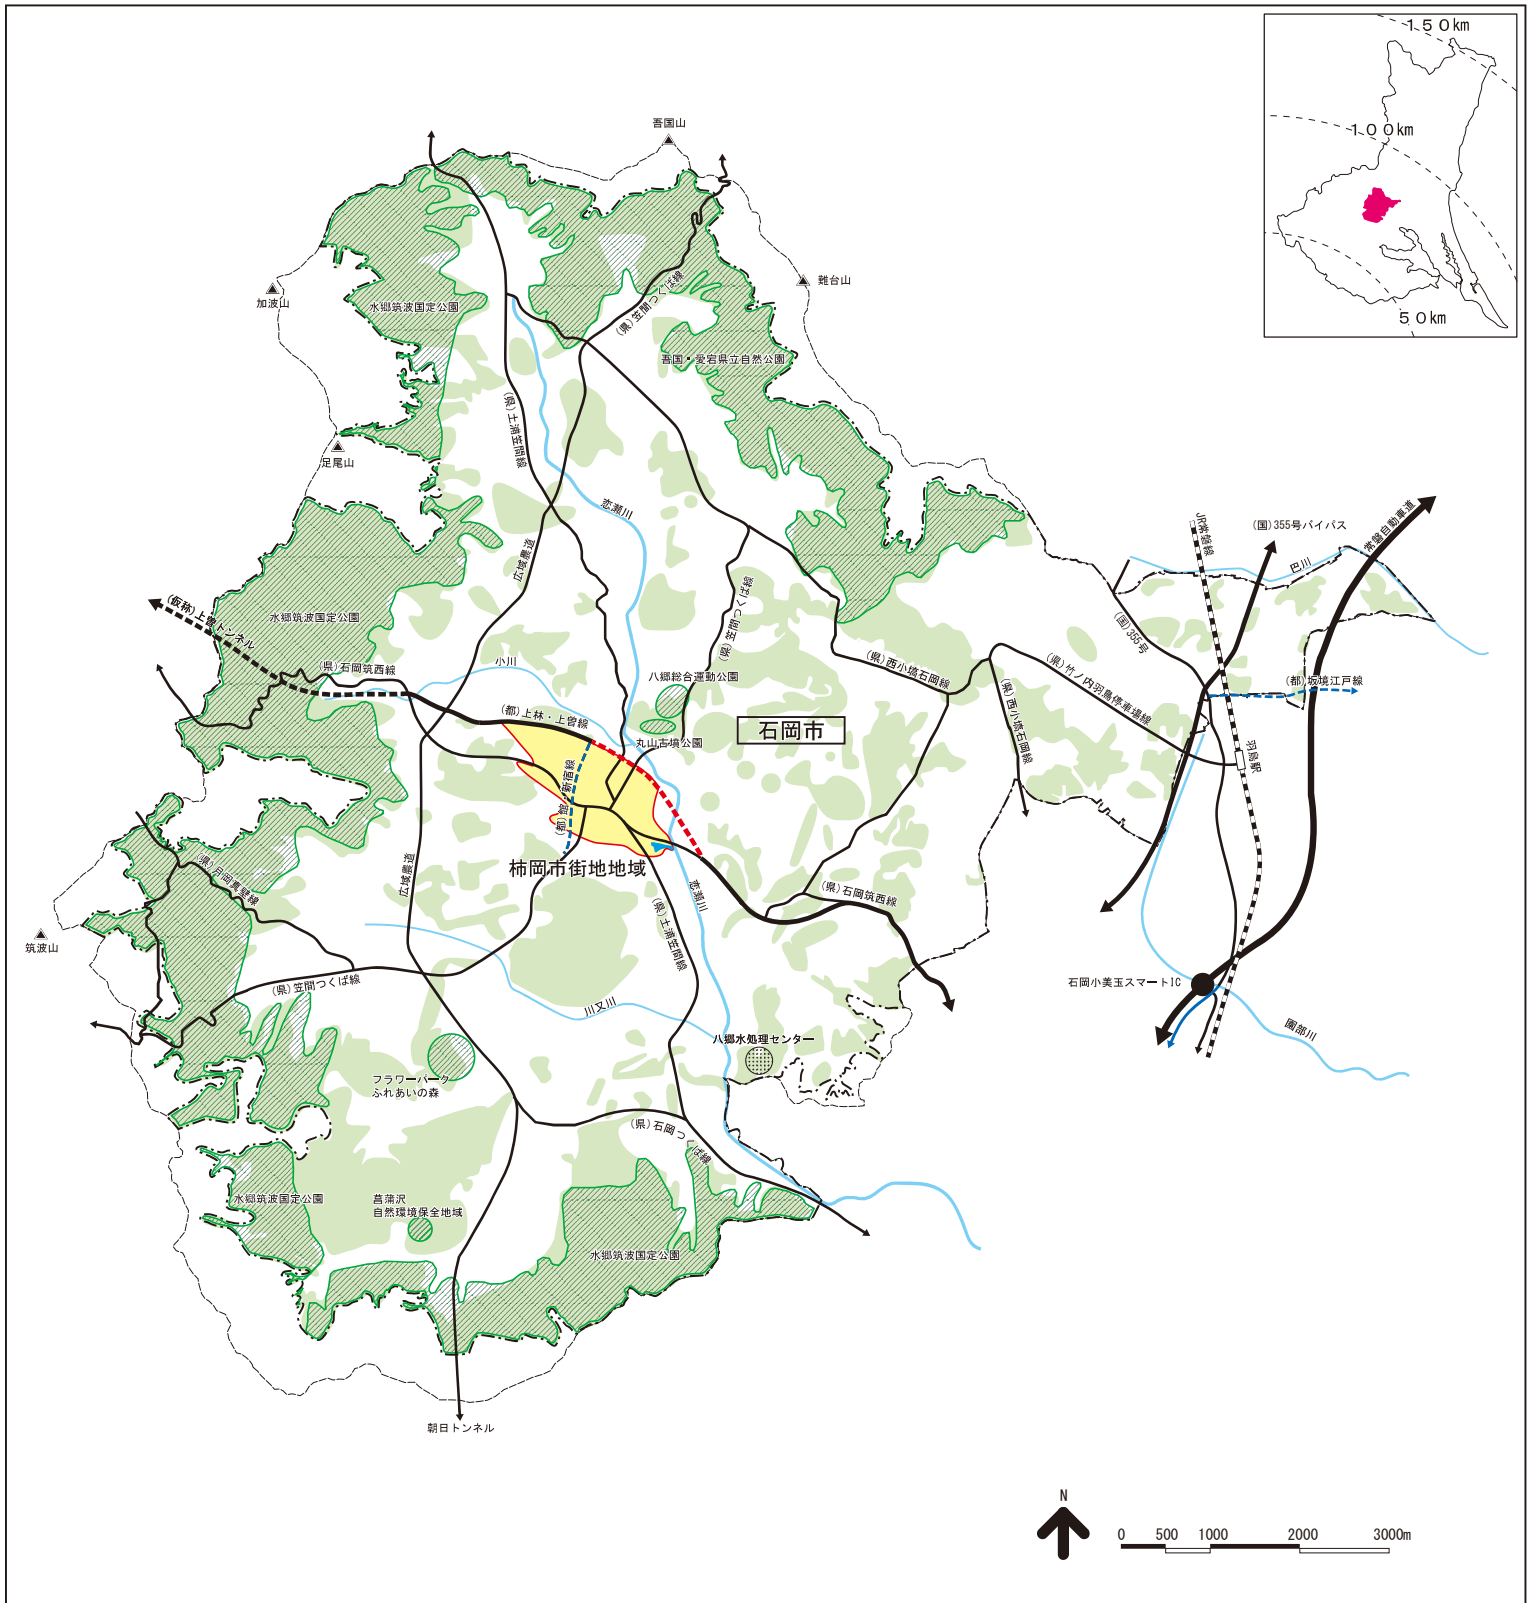 150km
100km
50km
吾国山
難台山
加波山
水郷筑波国定公園
(県)笠間つくば線
吾国・愛宕県立自然公園
(県)土浦笠間線
足尾山
恋瀬川
JR常磐線
(国)355号バイパス
常磐自動車道
巴川
広域農道
(県)笠間つくば線
(仮称)上曽トンネル
水郷筑波国定公園
(国)355号
小川
(県)石岡筑西線
八郷総合運動公園
(県)西小塙石岡線
(県)竹ノ内羽鳥停車場線
(都)坂境江戸線
(県)西小塙石岡線
(都)上林・上曽線
石岡市
丸山古墳公園
羽鳥駅
(都)館・新宿線
柿岡市街地地域
広域農道
(県)月岡真壁線
恋瀬川
(県)石岡筑西線
(県)土浦笠間線
筑波山
(県)笠間つくば線
石岡小美玉スマートIC
川又川
園部川
八郷水処理センター
フラワーパーク
ふれあいの森
(県)石岡つくば線
水郷筑波国定公園
菖蒲沢
自然環境保全地域
水郷筑波国定公園
朝日トンネル
N
0 500 1000 2000 3000m